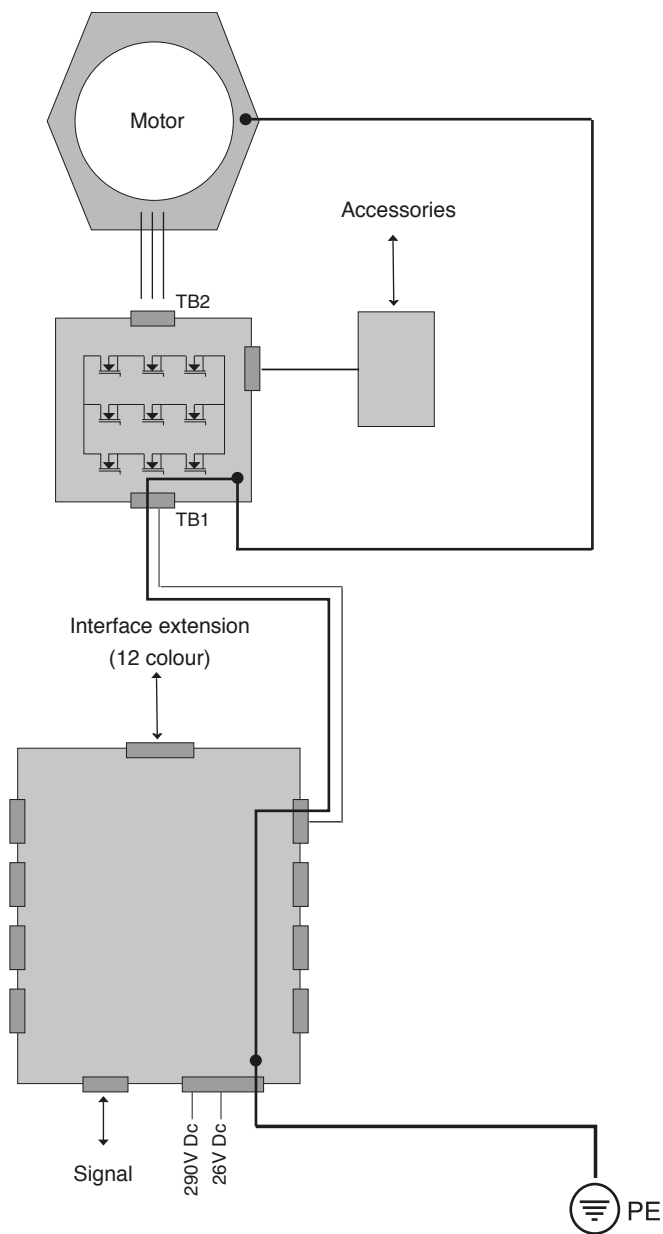 Motor
Accessories
TB2
TB1
Interface extension
(12 colour)
Signal
290V Dc
26V Dc
PE